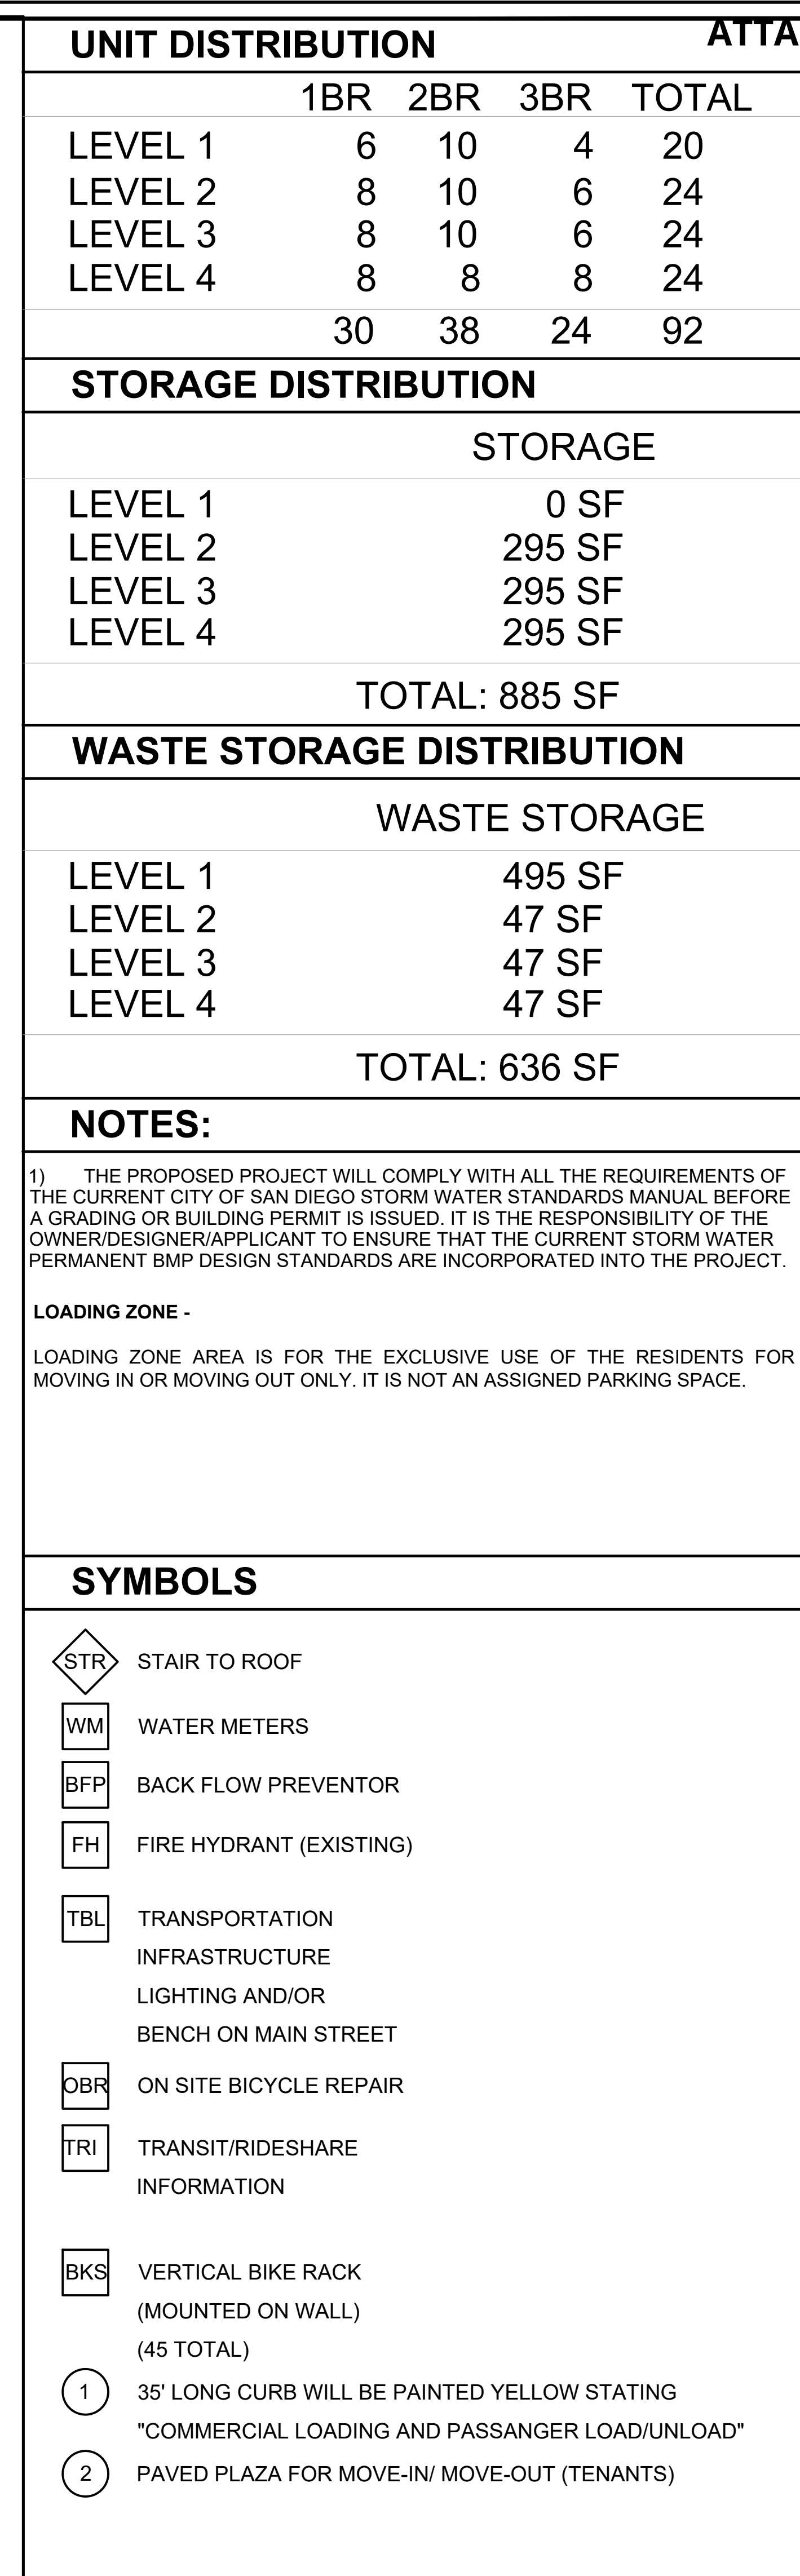 ATTA
UNIT DISTRIBUTION
1BR 2BR 3BR TOTAL
LEVEL 1 6 10 4 20
LEVEL 2 8 10 6 24
LEVEL 3 8 10 6 24
LEVEL 4 8 8 8 24
30 38 24 92
STORAGE DISTRIBUTION
STORAGE
LEVEL 1 0 SF
LEVEL 2 295 SF
LEVEL 3 295 SF
LEVEL 4 295 SF
TOTAL: 885 SF
WASTE STORAGE DISTRIBUTION
WASTE STORAGE
LEVEL 1 495 SF
LEVEL 2 47 SF
LEVEL 3 47 SF
LEVEL 4 47 SF
TOTAL: 636 SF
NOTES:
1) THE PROPOSED PROJECT WILL COMPLY WITH ALL THE REQUIREMENTS OF
THE CURRENT CITY OF SAN DIEGO STORM WATER STANDARDS MANUAL BEFORE
A GRADING OR BUILDING PERMIT IS ISSUED. IT IS THE RESPONSIBILITY OF THE
OWNER/DESIGNER/APPLICANT TO ENSURE THAT THE CURRENT STORM WATER
PERMANENT BMP DESIGN STANDARDS ARE INCORPORATED INTO THE PROJECT.
LOADING ZONE -
LOADING ZONE AREA IS FOR THE EXCLUSIVE USE OF THE RESIDENTS FOR
MOVING IN OR MOVING OUT ONLY. IT IS NOT AN ASSIGNED PARKING SPACE.
SYMBOLS
STR STAIR TO ROOF
WM WATER METERS
BFP BACK FLOW PREVENTOR
FH FIRE HYDRANT (EXISTING)
TBL TRANSPORTATION
INFRASTRUCTURE
LIGHTING AND/OR
BENCH ON MAIN STREET
OBR ON SITE BICYCLE REPAIR
TRI TRANSIT/RIDESHARE
INFORMATION
BKS VERTICAL BIKE RACK
(MOUNTED ON WALL)
(45 TOTAL)
1 35' LONG CURB WILL BE PAINTED YELLOW STATING
"COMMERCIAL LOADING AND PASSANGER LOAD/UNLOAD"
2 PAVED PLAZA FOR MOVE-IN/ MOVE-OUT (TENANTS)